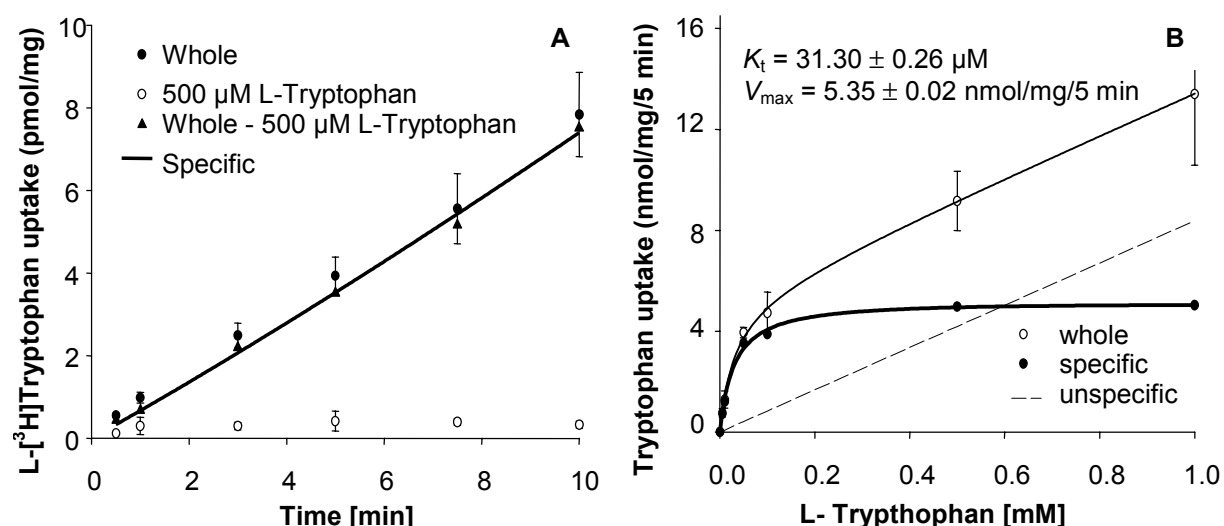 A
Whole
500 µM L-Tryptophan
Whole - 500 µM L-Tryptophan
Specific
L-[³H]Tryptophan uptake (pmol/mg)
10
8
6
4
2
0
0 2 4 6 8 10
Time [min]
B
Kt = 31.30 ± 0.26 µM
Vmax = 5.35 ± 0.02 nmol/mg/5 min
whole
specific
unspecific
Tryptophan uptake (nmol/mg/5 min)
16
12
8
4
0
0.0 0.2 0.4 0.6 0.8 1.0
L- Trypthophan [mM]